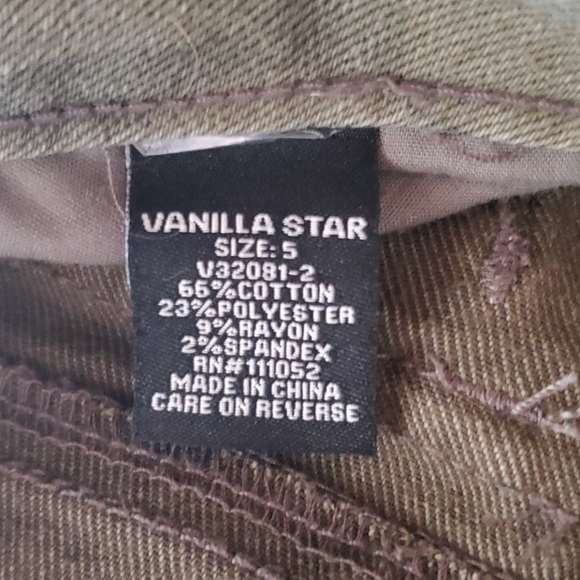 VANILLA STAR
SIZE: 5
V32081-2
66%COTTON
23%POLYESTER
9%RAYON
2%SPANDEX
RN#111052
MADE IN CHINA
CARE ON REVERSE